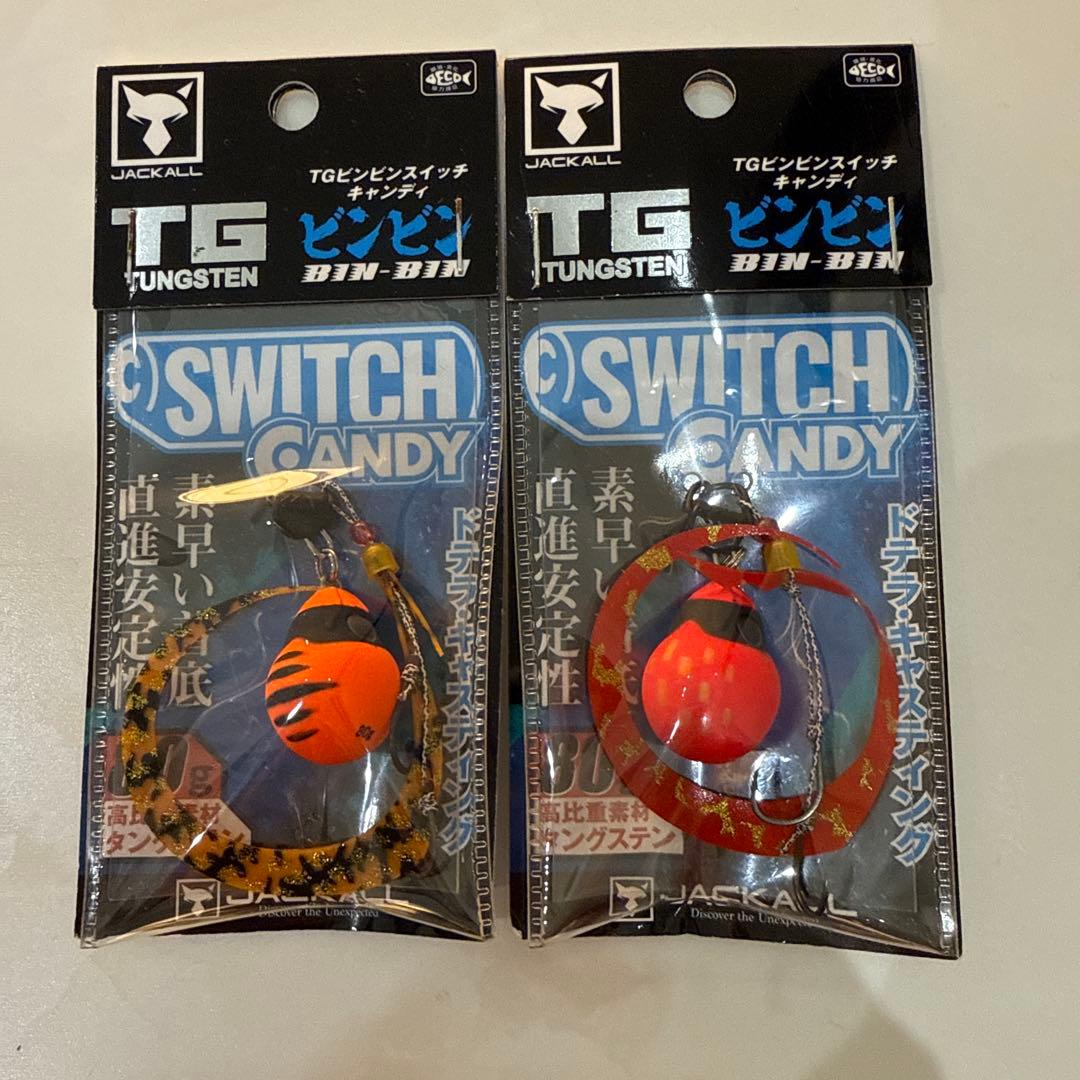 JACKALL
ECO
TGビンビンスイッチ
キャンディ
TG
TUNGSTEN
ビンビン
BIN-BIN
SWITCH
CANDY
素早い着底
直進安定性
ドテラ・キャスティング
80g
高比重素材
タングステン
JACKALL
Discover the Unexpected
JACKALL
ECO
TGビンビンスイッチ
キャンディ
TG
TUNGSTEN
ビンビン
BIN-BIN
SWITCH
CANDY
素早い
直進安定性
ドテラ・キャスティング
80
高比重素材
タングステン
JACKALL
Discover the Unexpected